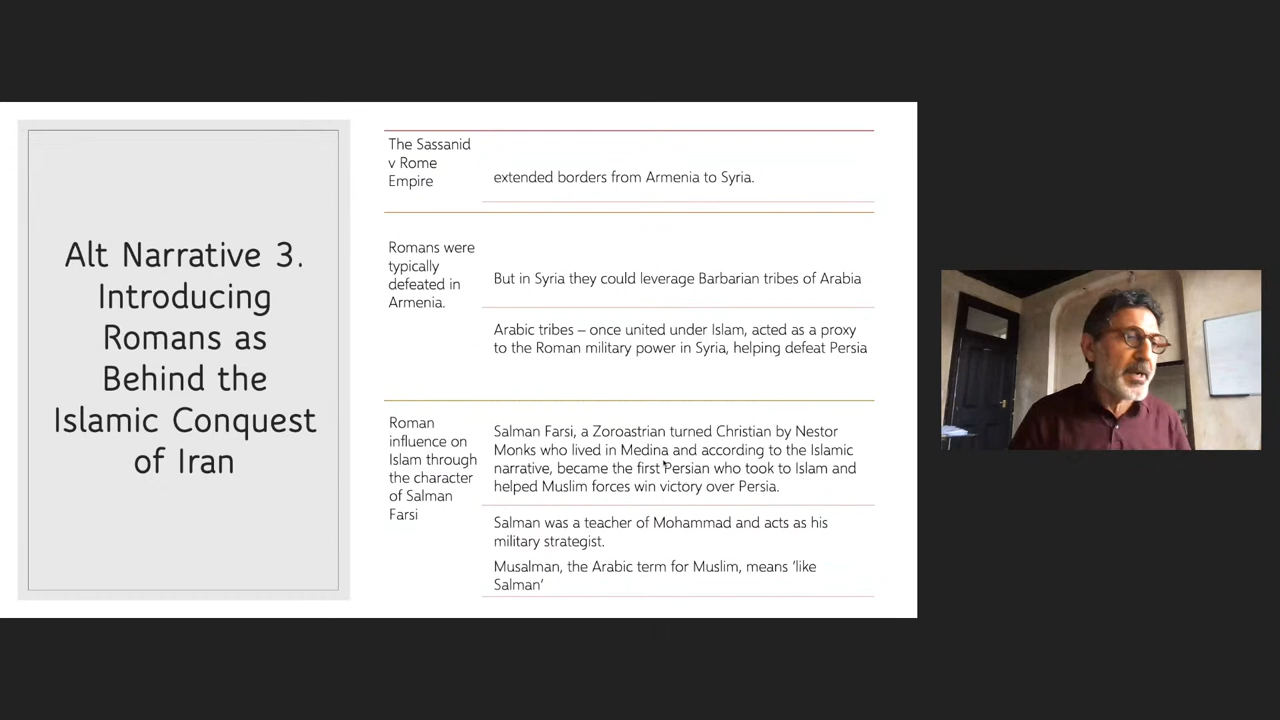 Alt Narrative 3.
Introducing
Romans as
Behind the
Islamic Conquest
of Iran
The Sassanid
v Rome
Empire
extended borders from Armenia to Syria.
Romans were
typically
defeated in
Armenia.
But in Syria they could leverage Barbarian tribes of Arabia
Arabic tribes – once united under Islam, acted as a proxy
to the Roman military power in Syria, helping defeat Persia
Roman
influence on
Islam through
the character
of Salman
Farsi
Salman Farsi, a Zoroastrian turned Christian by Nestor
Monks who lived in Medina and according to the Islamic
narrative, became the first Persian who took to Islam and
helped Muslim forces win victory over Persia.
Salman was a teacher of Mohammad and acts as his
military strategist.
Musalman, the Arabic term for Muslim, means ‘like
Salman’